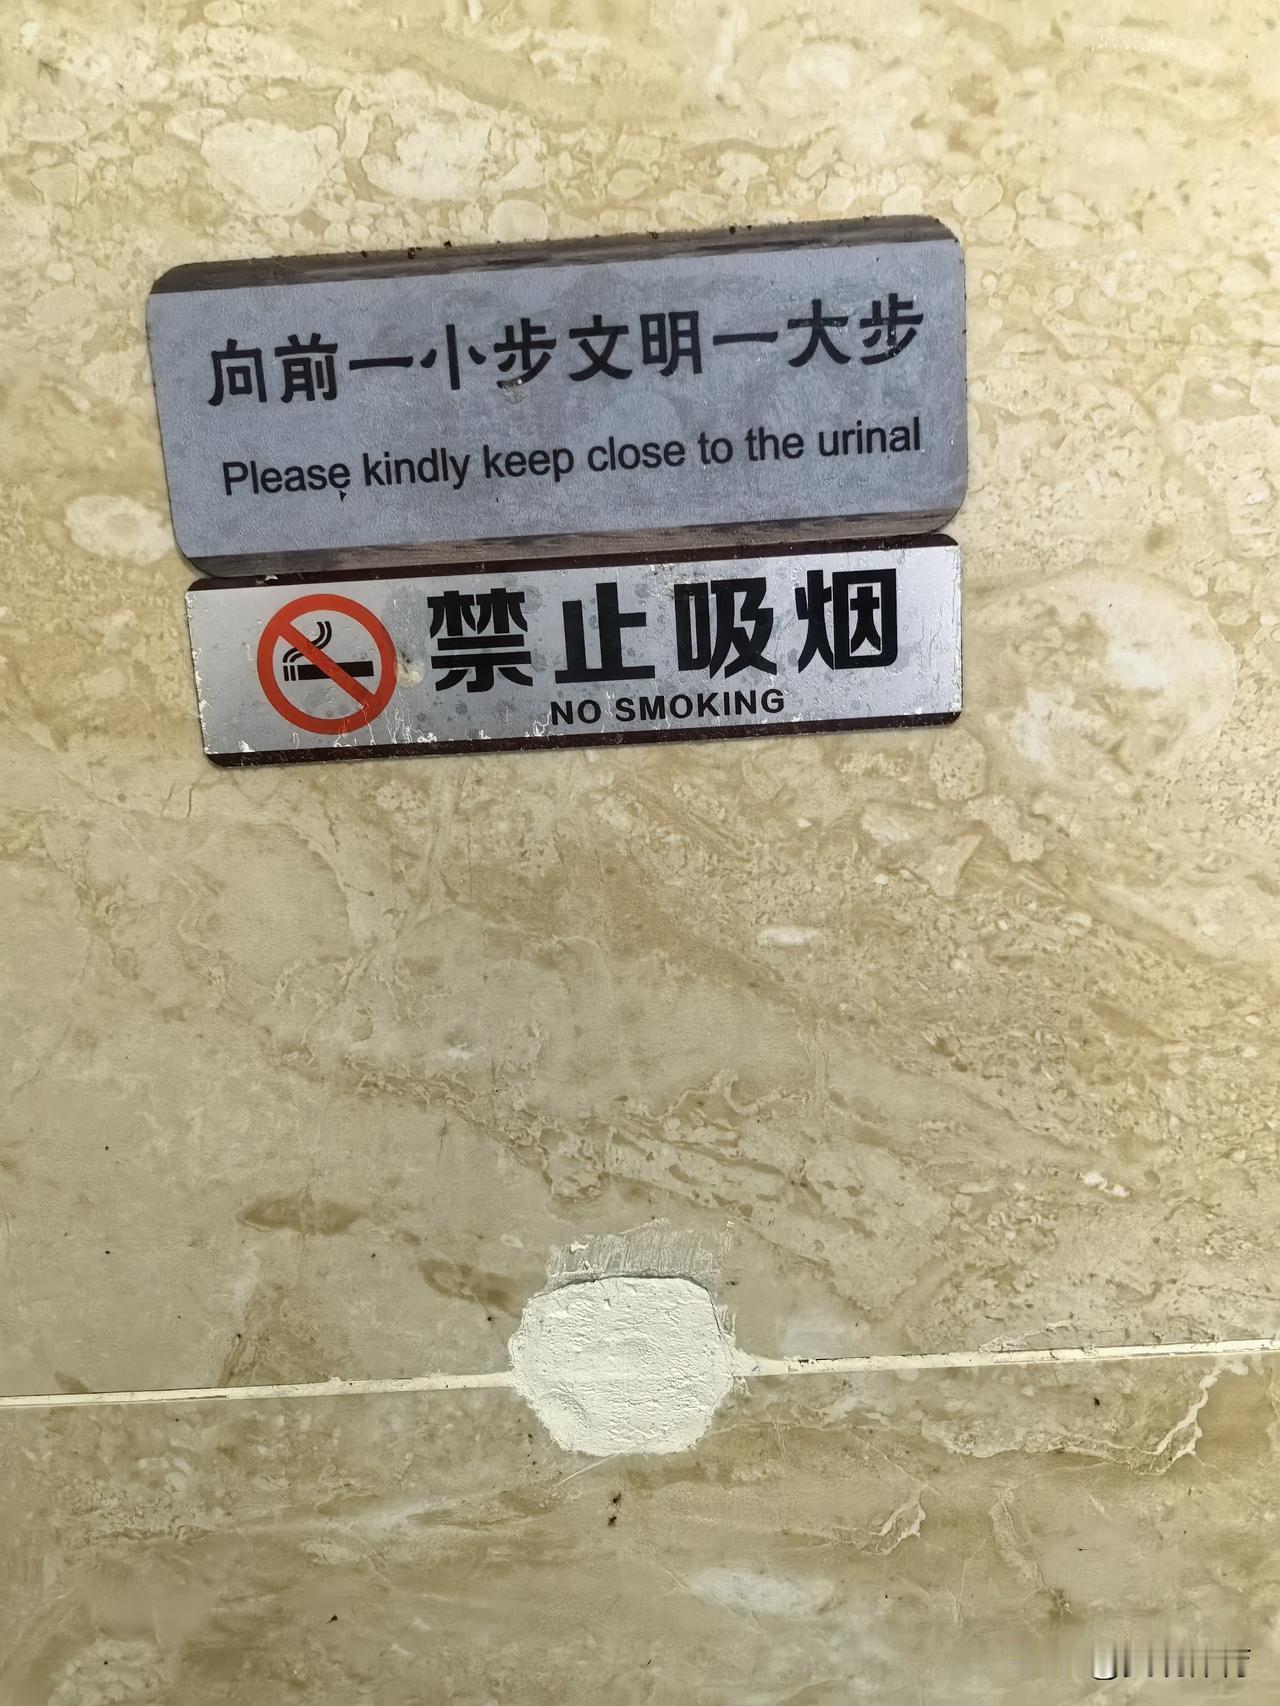 向前一小步文明一大步
Please kindly keep close to the urinal
禁止吸烟
NO SMOKING